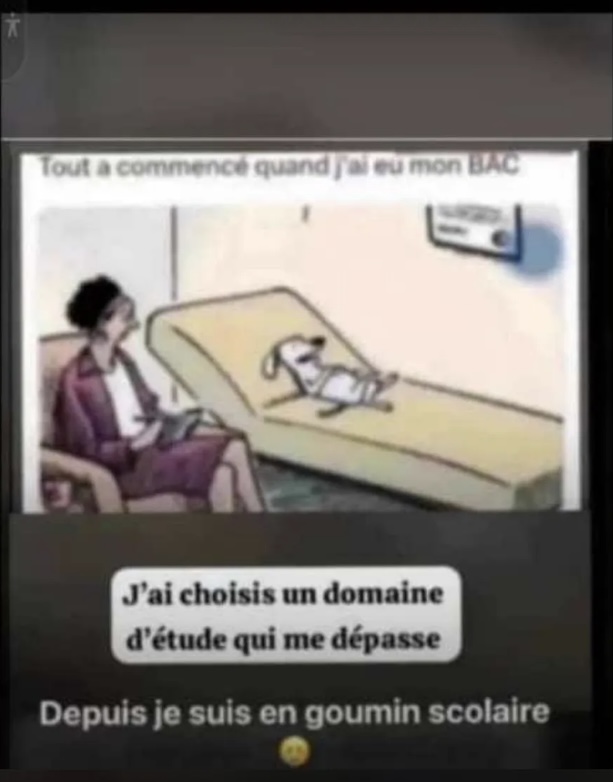 Tout a commencé quand j'ai eu mon BAC
J'ai choisis un domaine
d'étude qui me dépasse
Depuis je suis en goumin scolaire